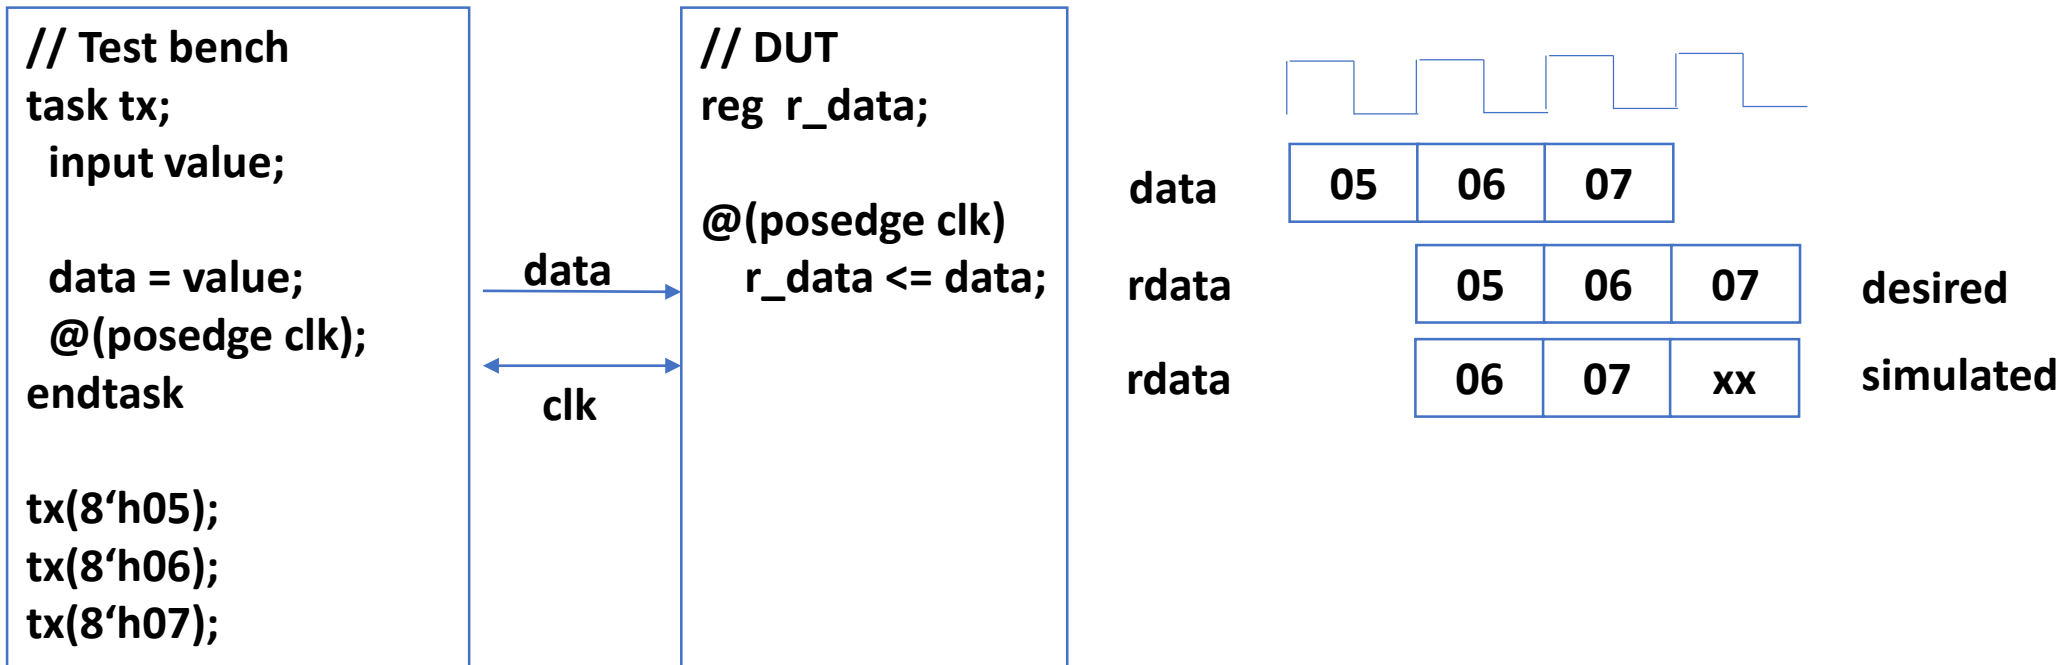 // Test bench
task tx;
input value;
data = value;
@(posedge clk);
endtask
tx(8‘h05);
tx(8‘h06);
tx(8‘h07);
data
clk
// DUT
reg r_data;
@(posedge clk)
r_data <= data;
data 05 06 07
rdata 05 06 07 desired
rdata 06 07 xx simulated